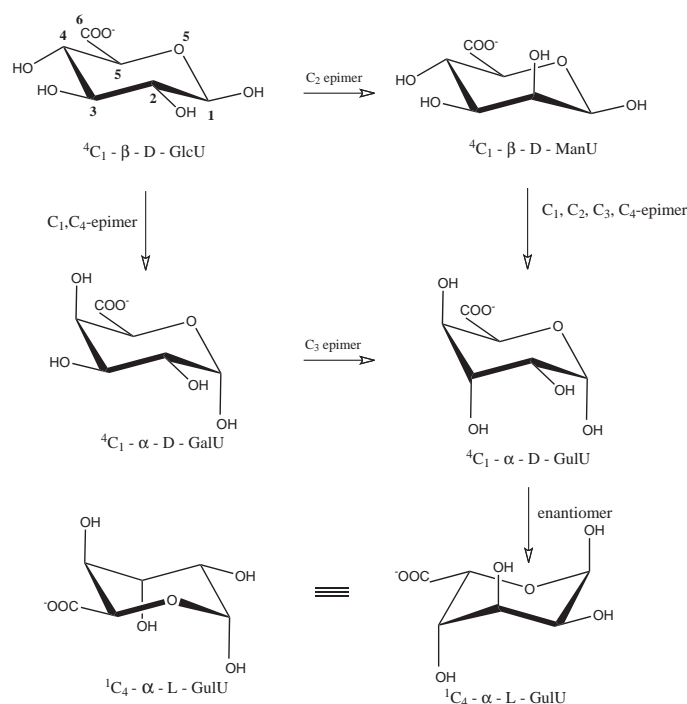 6
COO⁻
4
O
5
HO
5
HO
2
OH
OH
3
1
⁴C₁ - β - D - GlcU
C₂ epimer
COO⁻
OH
O
HO
HO
OH
⁴C₁ - β - D - ManU
C₁,C₄-epimer
C₁, C₂, C₃, C₄-epimer
OH
COO⁻
O
HO
OH
OH
⁴C₁ - α - D - GalU
C₃ epimer
OH
COO⁻
O
OH
OH
OH
⁴C₁ - α - D - GulU
enantiomer
OH
OH
⁻OOC
O
OH
OH
¹C₄ - α - L - GulU
OH
OH
⁻OOC
O
OH
OH
¹C₄ - α - L - GulU